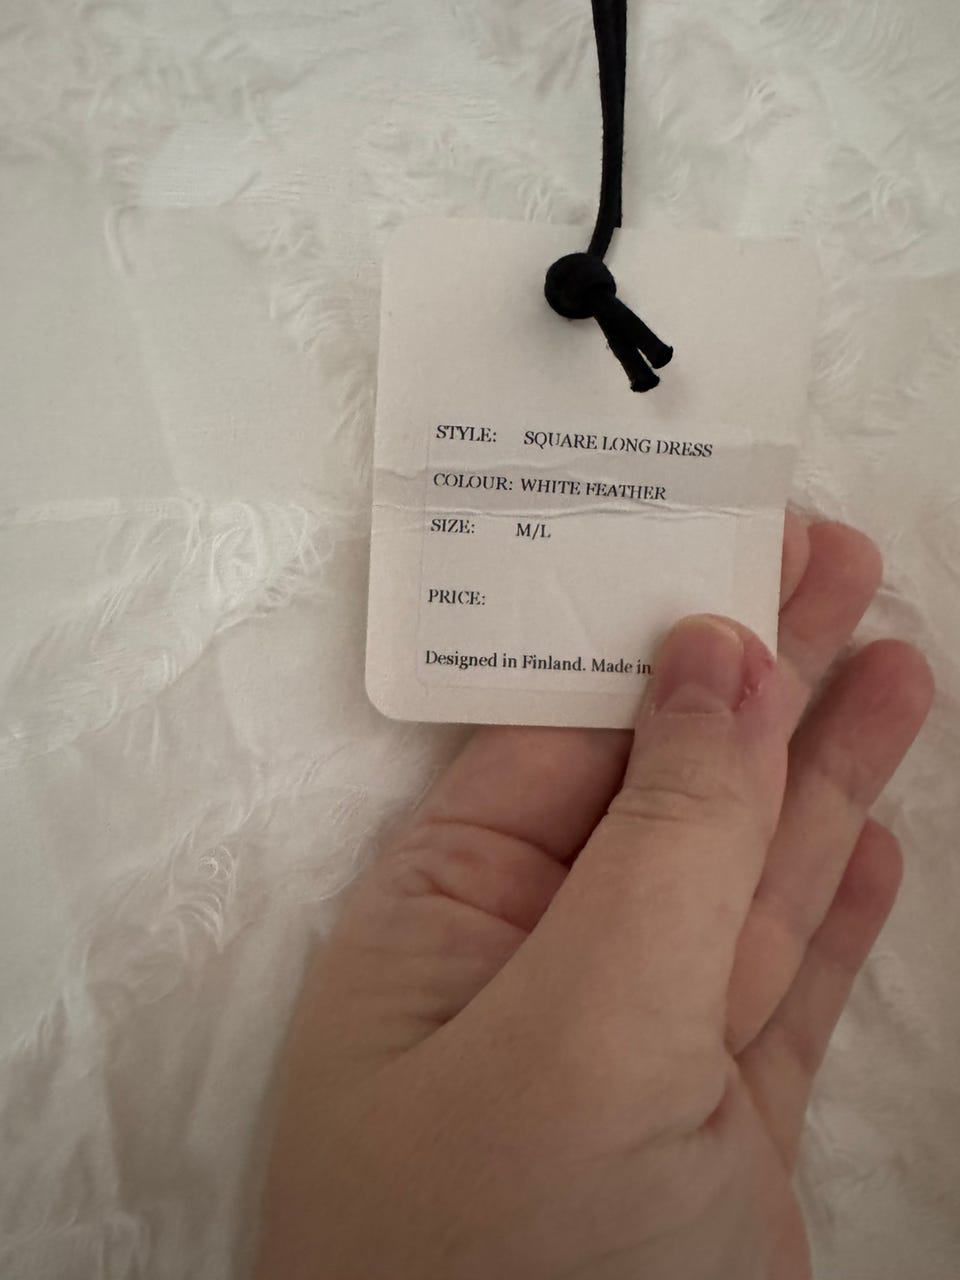 STYLE: SQUARE LONG DRESS
COLOUR: WHITE FEATHER
SIZE: M/L
PRICE:
Designed in Finland. Made in